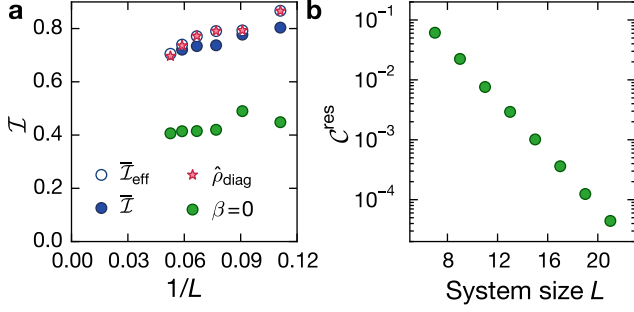 a
0.8
0.6
0.4
0.2
0.0
ℐ
ℐ̅eff
ρ̂diag
ℐ̅
β=0
0.00 0.03 0.06 0.09 0.12
1/L
b
10⁻¹
10⁻²
10⁻³
10⁻⁴
𝒞res
8 12 16 20
System size L